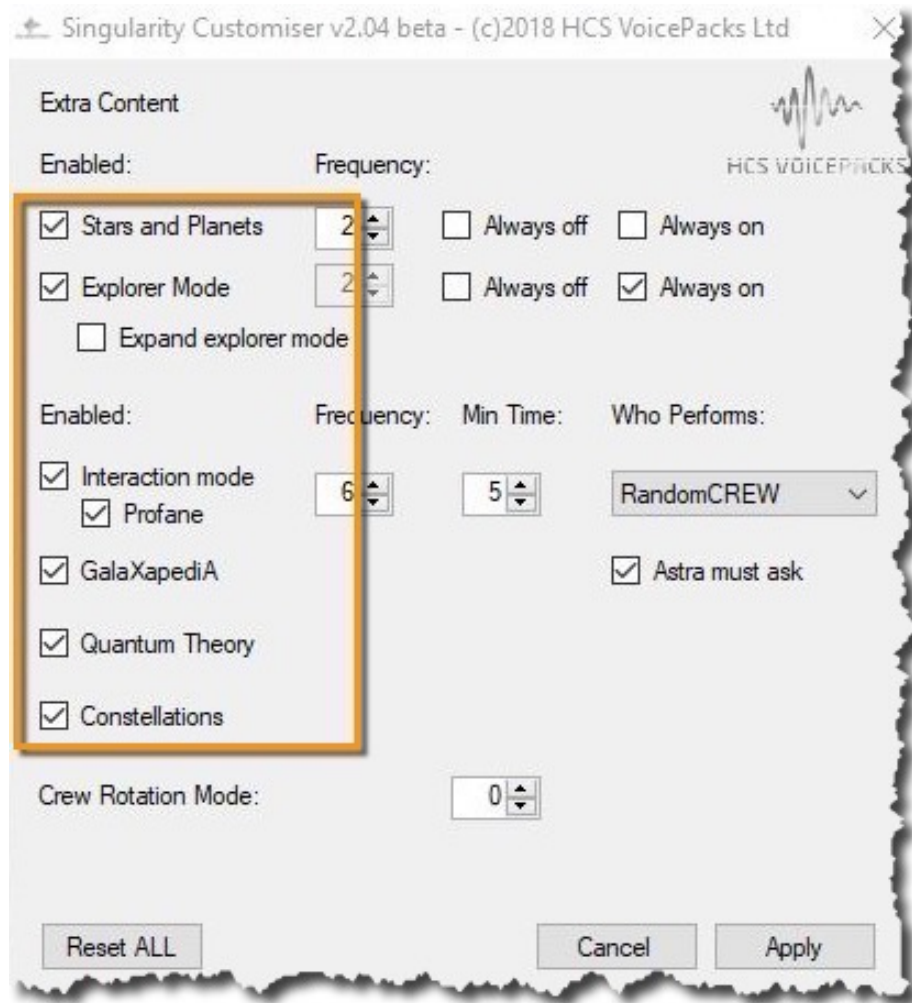 Singularity Customiser v2.04 beta - (c)2018 HCS VoicePacks Ltd
Extra Content
HCS VOICEPACKS
Enabled: Frequency:
Stars and Planets 2 Always off Always on
Explorer Mode 2 Always off Always on
Expand explorer mode
Enabled: Frequency: Min Time: Who Performs:
Interaction mode 6 5 RandomCREW
Profane
GalaXapediA Astra must ask
Quantum Theory
Constellations
Crew Rotation Mode: 0
Reset ALL Cancel Apply